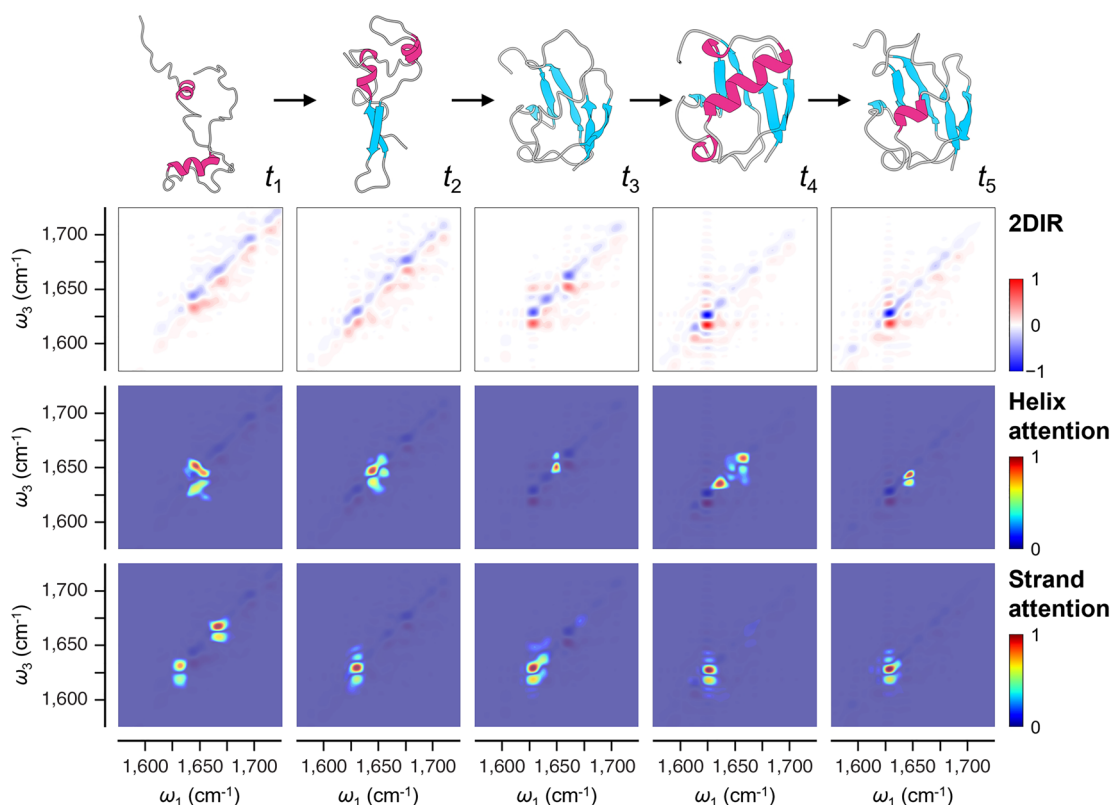 t₁ t₂ t₃ t₄ t₅
2DIR
ω₃ (cm⁻¹)
1,700
1,650
1,600
1
0
−1
Helix
attention
ω₃ (cm⁻¹)
1,700
1,650
1,600
1
0
Strand
attention
ω₃ (cm⁻¹)
1,700
1,650
1,600
1
0
1,600 1,650 1,700 1,600 1,650 1,700 1,600 1,650 1,700 1,600 1,650 1,700 1,600 1,650 1,700
ω₁ (cm⁻¹) ω₁ (cm⁻¹) ω₁ (cm⁻¹) ω₁ (cm⁻¹) ω₁ (cm⁻¹)